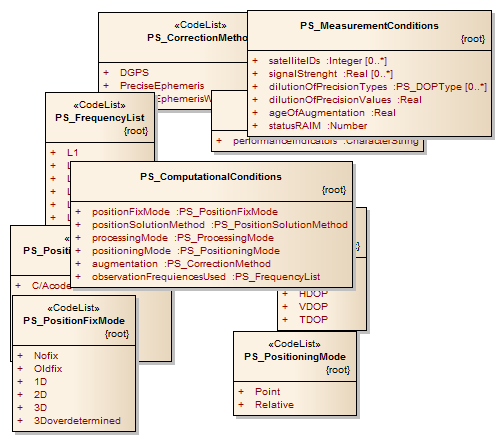 «CodeList»
PS_CorrectionMetho
+ DGPS
+ PreciseEphemeris
EphemerisW
PS_MeasurementConditions
{root}
+ satelliteIDs :Integer [0..*]
+ signalStrenght :Real [0..*]
+ dilutionOfPrecisionTypes :PS_DOPType [0..*]
+ dilutionOfPrecisionValues :Real
+ ageOfAugmentation :Real
+ statusRAIM :Number
+ performanceIndicators :CharacterString
«CodeList»
PS_FrequencyList
{root}
+ L1
+ L
+ L
+ L
+ L
+ L
PS_ComputationalConditions
{root}
+ positionFixMode :PS_PositionFixMode
+ positionSolutionMethod :PS_PositionSolutionMethod
+ processingMode :PS_ProcessingMode
+ positioningMode :PS_PositioningMode
+ augmentation :PS_CorrectionMethod
+ observationFrequiencesUsed :PS_FrequencyList
«C
PS_Positio
+ C/Acode
«CodeList»
PS_PositionFixMode
{root}
+ Nofix
+ Oldfix
+ 1D
+ 2D
+ 3D
+ 3Doverdetermined
+ HDOP
+ VDOP
+ TDOP
«CodeList»
PS_PositioningMode
{root}
+ Point
+ Relative